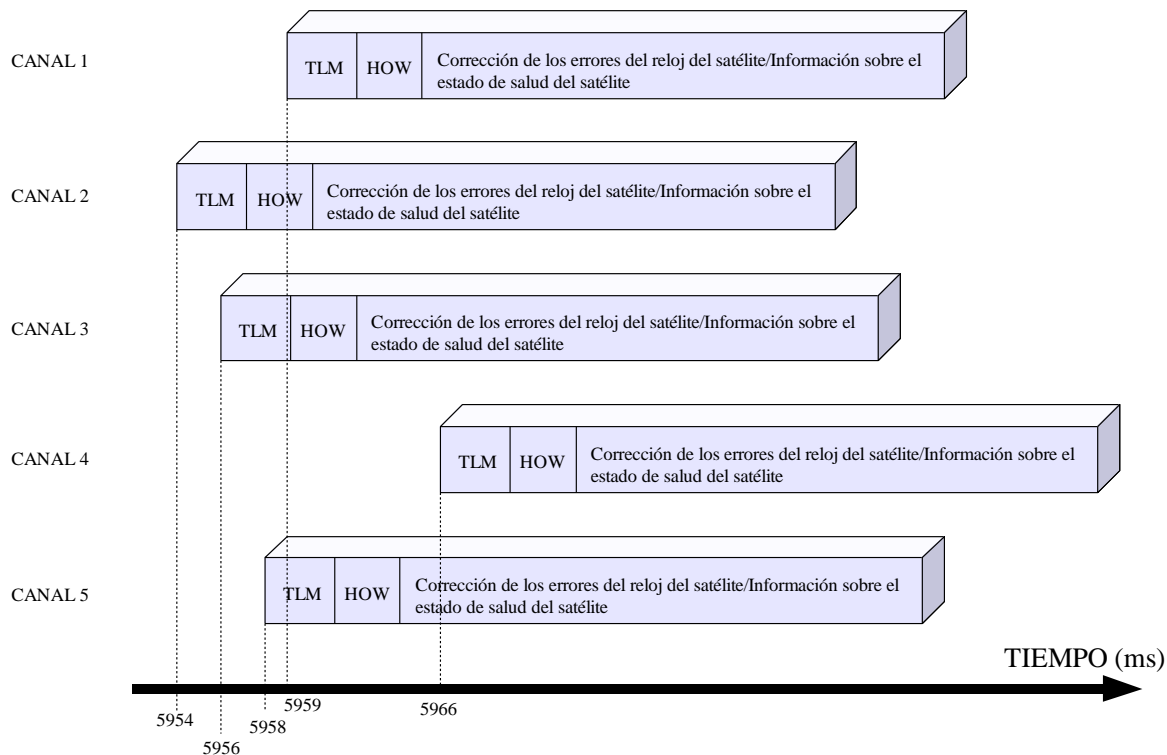 CANAL 1
TLM
HOW
Corrección de los errores del reloj del satélite/Información sobre el
estado de salud del satélite
CANAL 2
TLM
HOW
Corrección de los errores del reloj del satélite/Información sobre el
estado de salud del satélite
CANAL 3
TLM
HOW
Corrección de los errores del reloj del satélite/Información sobre el
estado de salud del satélite
CANAL 4
TLM
HOW
Corrección de los errores del reloj del satélite/Información sobre el
estado de salud del satélite
CANAL 5
TLM
HOW
Corrección de los errores del reloj del satélite/Información sobre el
estado de salud del satélite
TIEMPO (ms)
5954
5956
5958
5959
5966